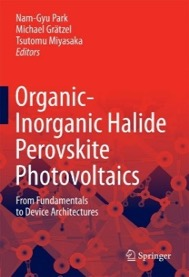 Nam-Gyu Park
Michael Grätzel
Tsutomu Miyasaka
Editors
Organic-
Inorganic Halide
Perovskite
Photovoltaics
From Fundamentals
to Device Architectures
Springer